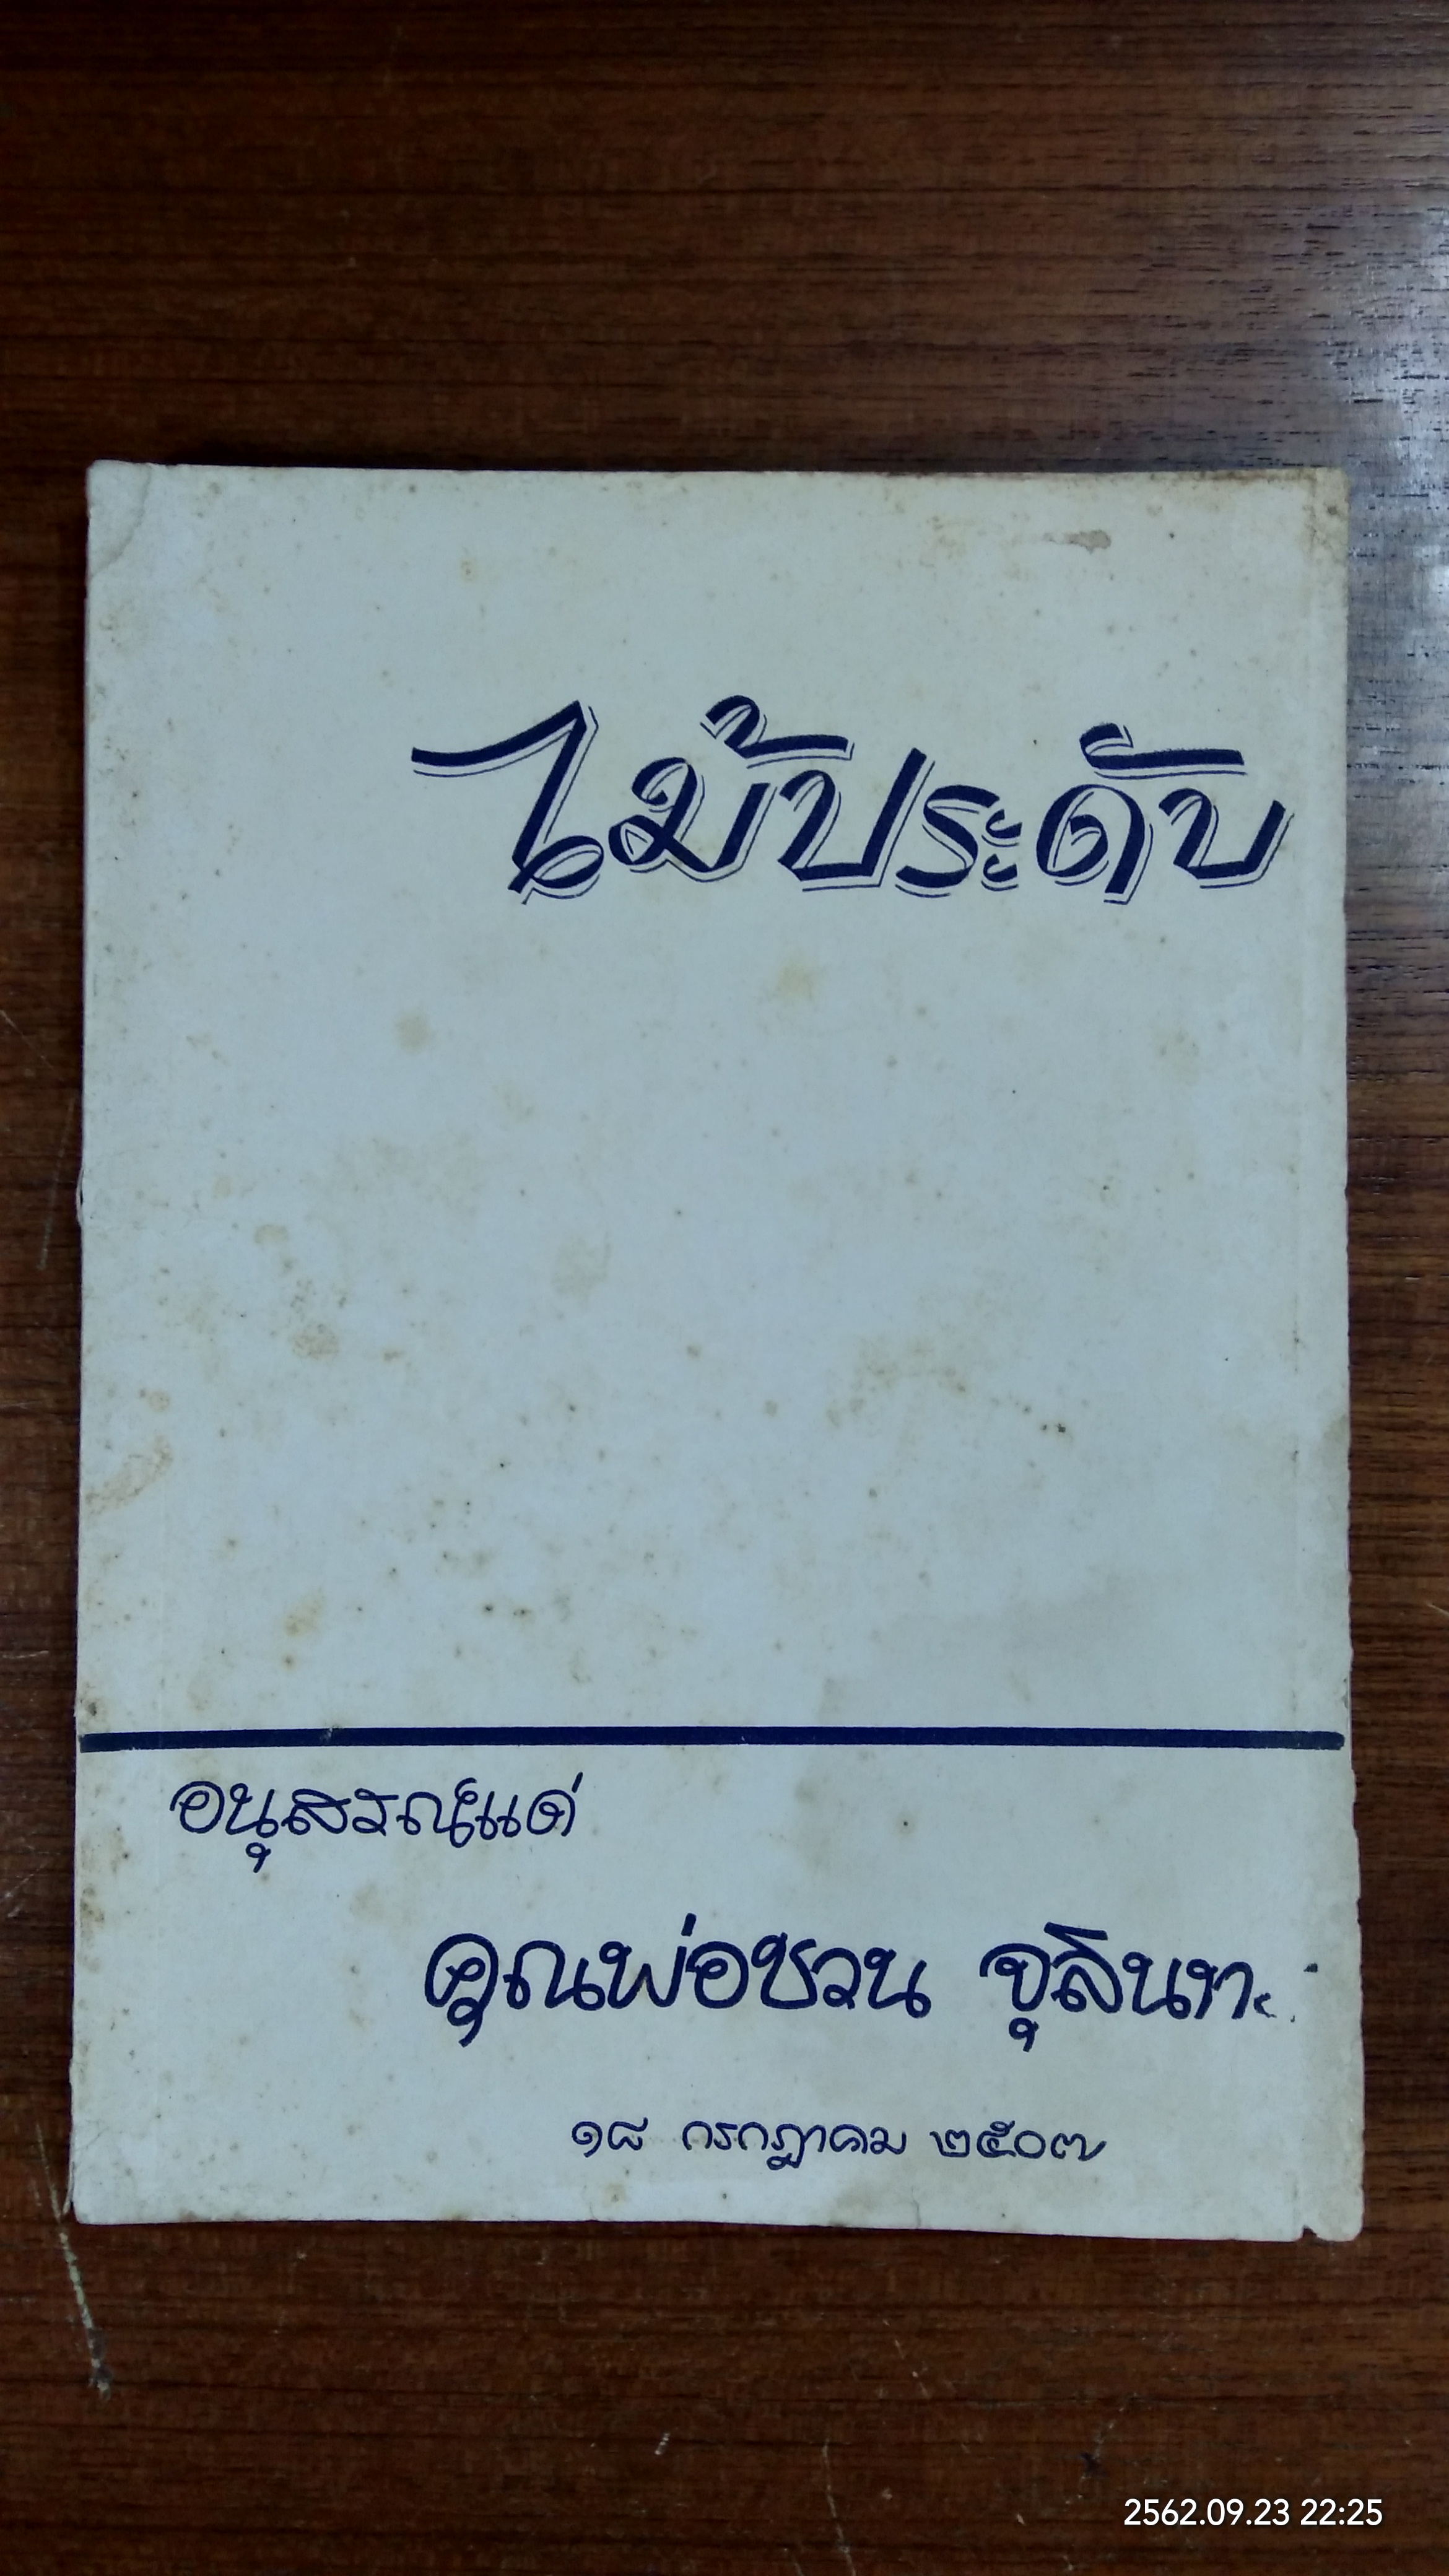 ไม้ประดับ
อนุสรณ์แด่
คุณพ่อชวน จุลินทะ
๑๘ กรกฎาคม ๒๕๐๗
2562.09.23 22:25